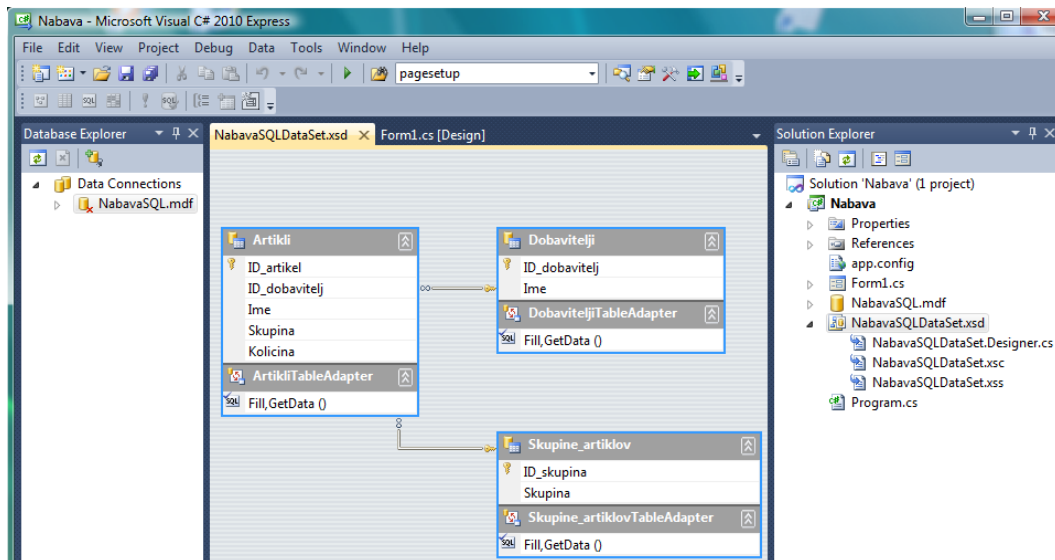 Nabava - Microsoft Visual C# 2010 Express
File Edit View Project Debug Data Tools Window Help
pagesetup
Database Explorer
Data Connections
NabavaSQL.mdf
NabavaSQLDataSet.xsd
Form1.cs [Design]
Artikli
ID_artikel
ID_dobavitelj
Ime
Skupina
Kolicina
ArtikliTableAdapter
Fill,GetData ()
Dobavitelji
ID_dobavitelj
Ime
DobaviteljiTableAdapter
Fill,GetData ()
Skupine_artiklov
ID_skupina
Skupina
Skupine_artiklovTableAdapter
Fill,GetData ()
Solution Explorer
Solution 'Nabava' (1 project)
Nabava
Properties
References
app.config
Form1.cs
NabavaSQL.mdf
NabavaSQLDataSet.xsd
NabavaSQLDataSet.Designer.cs
NabavaSQLDataSet.xsc
NabavaSQLDataSet.xss
Program.cs